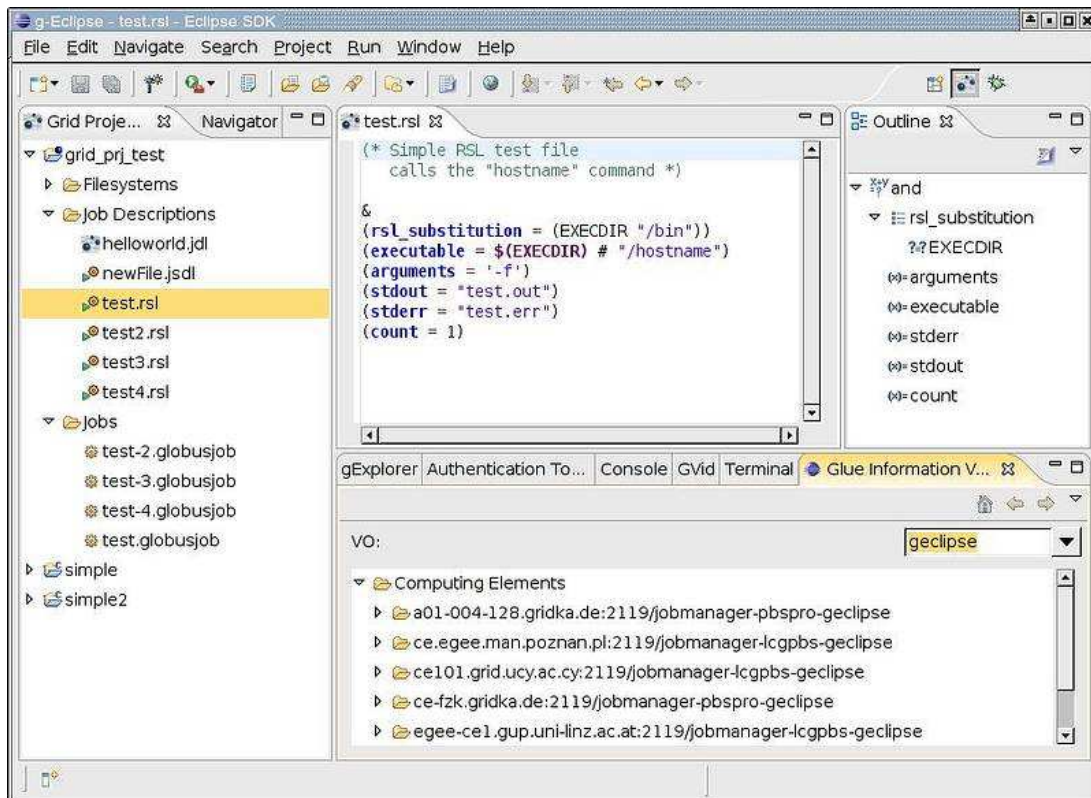 g-Eclipse - test.rsl - Eclipse SDK
File Edit Navigate Search Project Run Window Help
Grid Proje... Navigator
grid_prj_test
Filesystems
Job Descriptions
helloworld.jdl
newFile.jsdl
test.rsl
test2.rsl
test3.rsl
test4.rsl
Jobs
test-2.globusjob
test-3.globusjob
test-4.globusjob
test.globusjob
simple
simple2
test.rsl
(* Simple RSL test file
calls the "hostname" command *)
&
(rsl_substitution = (EXECDIR "/bin"))
(executable = $(EXECDIR) # "/hostname")
(arguments = '-f')
(stdout = "test.out")
(stderr = "test.err")
(count = 1)
Outline
and
rsl_substitution
EXECDIR
(x)= arguments
(x)= executable
(x)= stderr
(x)= stdout
(x)= count
gExplorer Authentication To... Console GVid Terminal Glue Information V...
VO: geclipse
Computing Elements
a01-004-128.gridka.de:2119/jobmanager-pbspro-geclipse
ce.egee.man.poznan.pl:2119/jobmanager-lcgpbs-geclipse
ce101.grid.ucy.ac.cy:2119/jobmanager-lcgpbs-geclipse
ce-fzk.gridka.de:2119/jobmanager-pbspro-geclipse
egee-ce1.gup.uni-linz.ac.at:2119/jobmanager-lcgpbs-geclipse